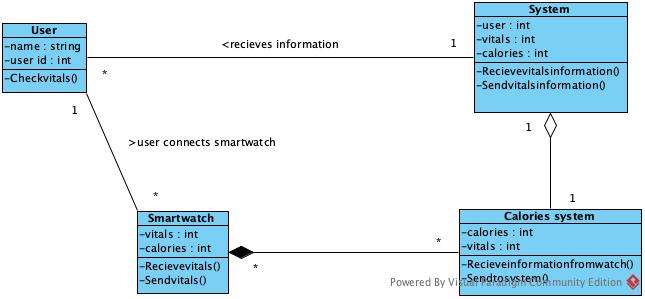 User
-name : string
-user id : int
-Checkvitals()
<recieves information
1
*
System
-user : int
-vitals : int
-calories : int
-Recievevitalsinformation()
-Sendvitalsinformation()
1
>user connects smartwatch
*
1
1
Smartwatch
-vitals : int
-calories : int
-Recievevitals()
-Sendvitals()
*
*
Calories system
-calories : int
-vitals : int
-Recieveinformationfromwatch()
-Sendtosystem()
Powered By Visual Paradigm Community Edition